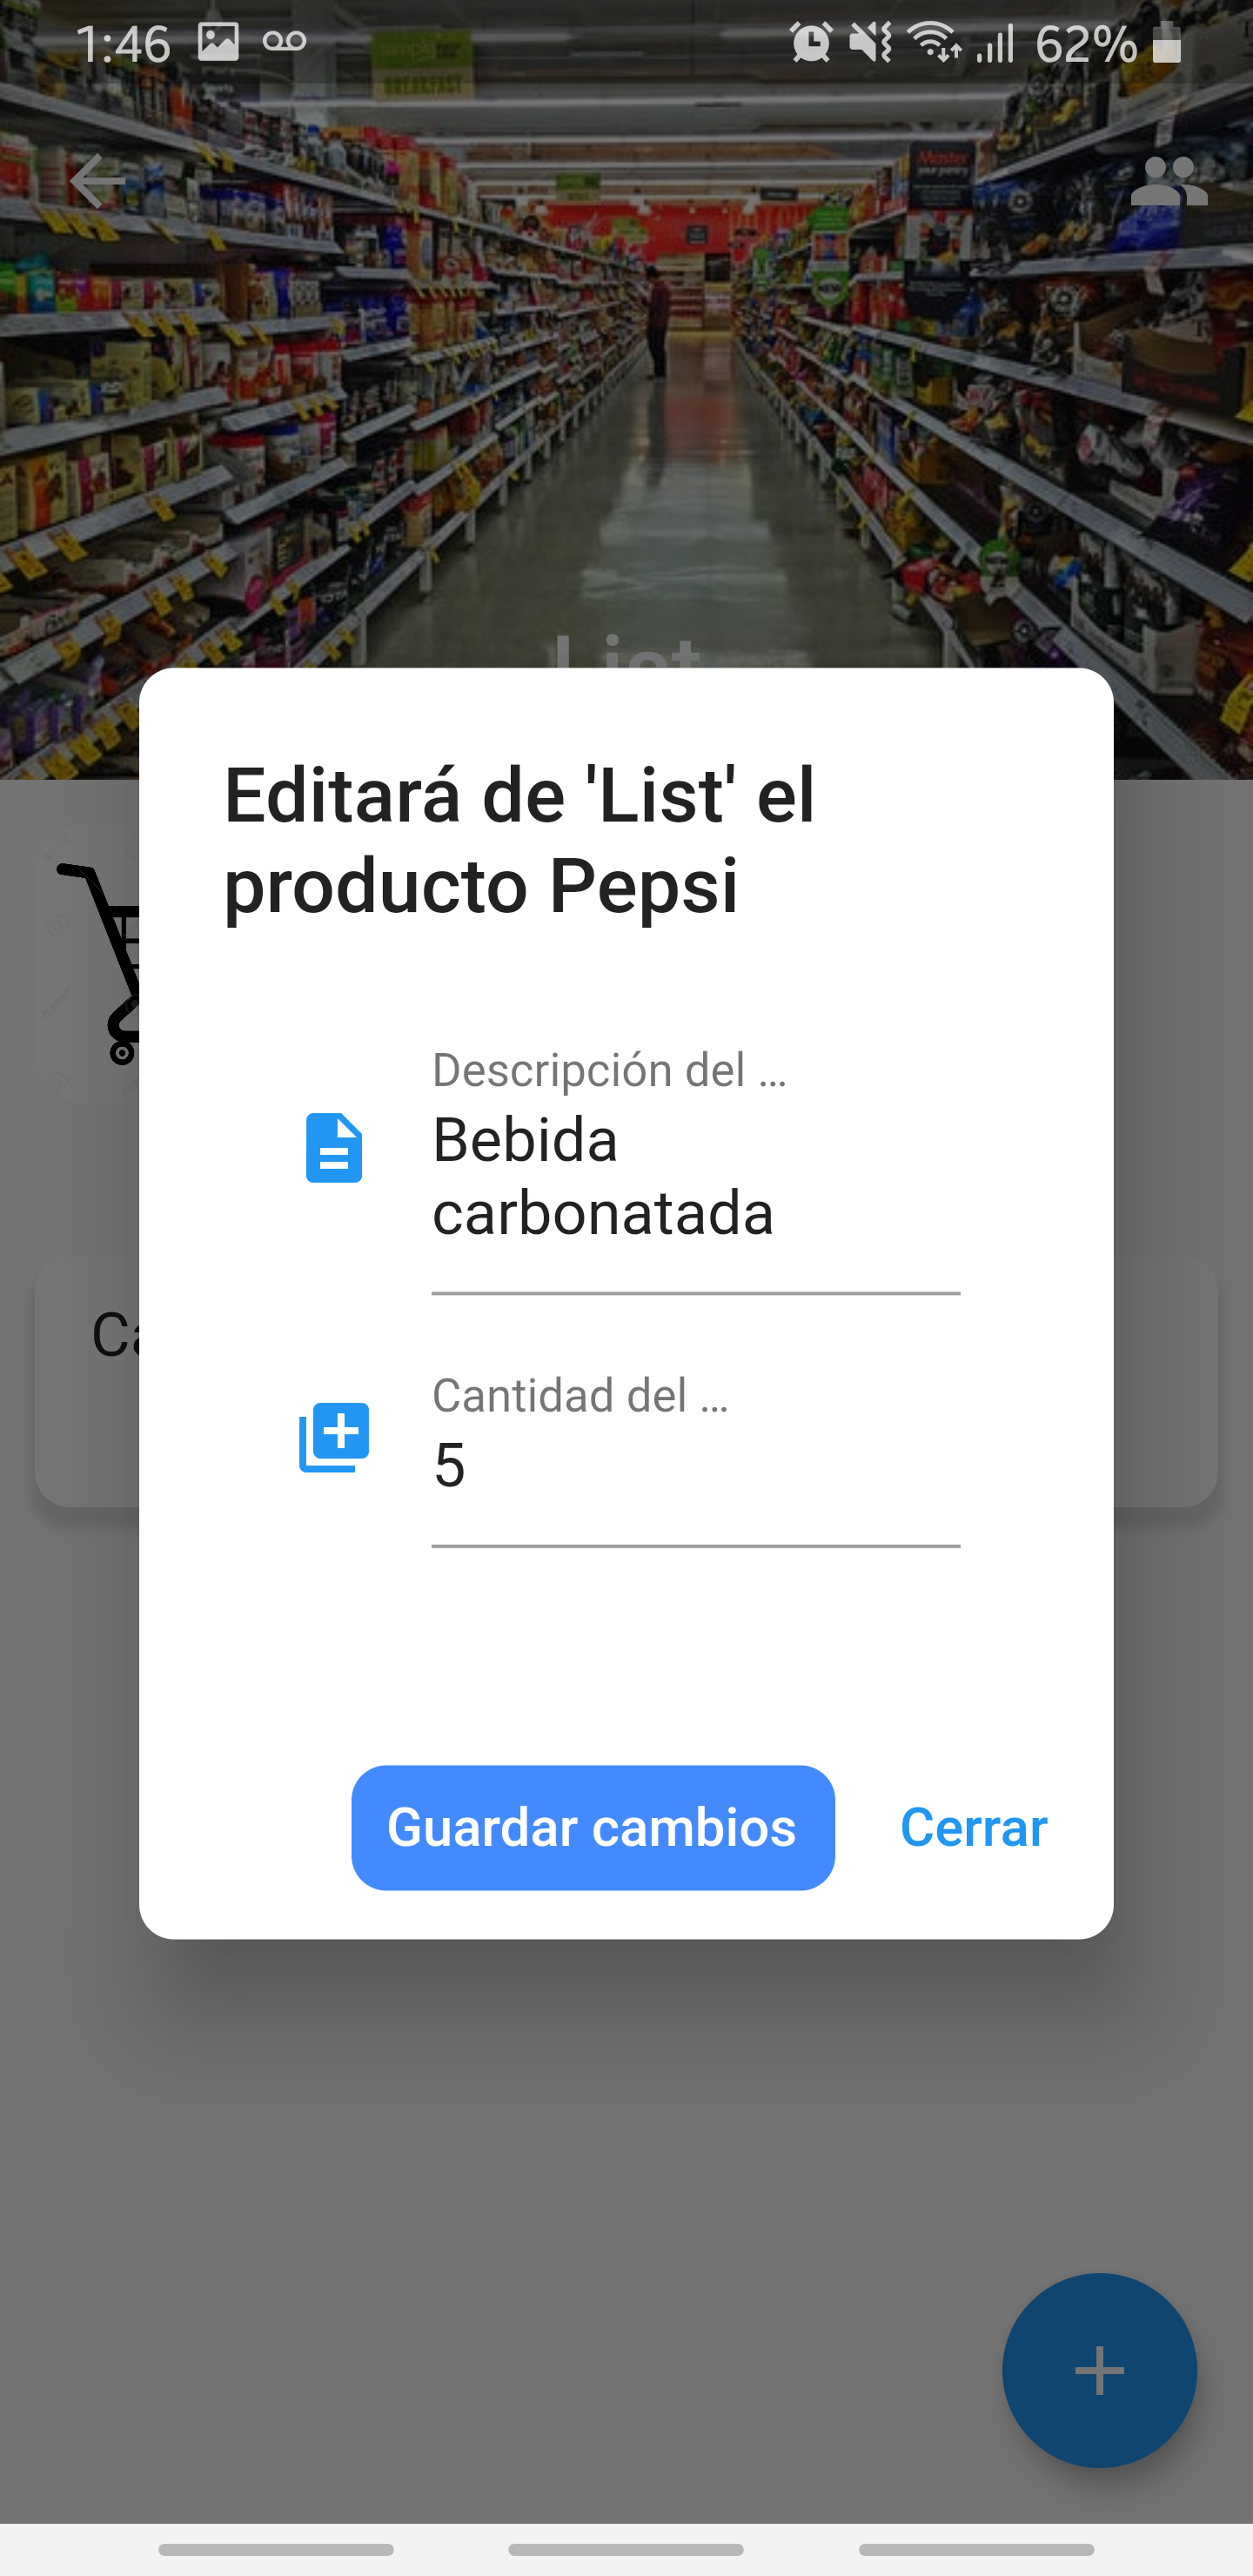 1:46
62%
List
Editará de 'List' el
producto Pepsi
Descripción del ...
Bebida
carbonatada
Cantidad del ...
5
Ca
Guardar cambios
Cerrar